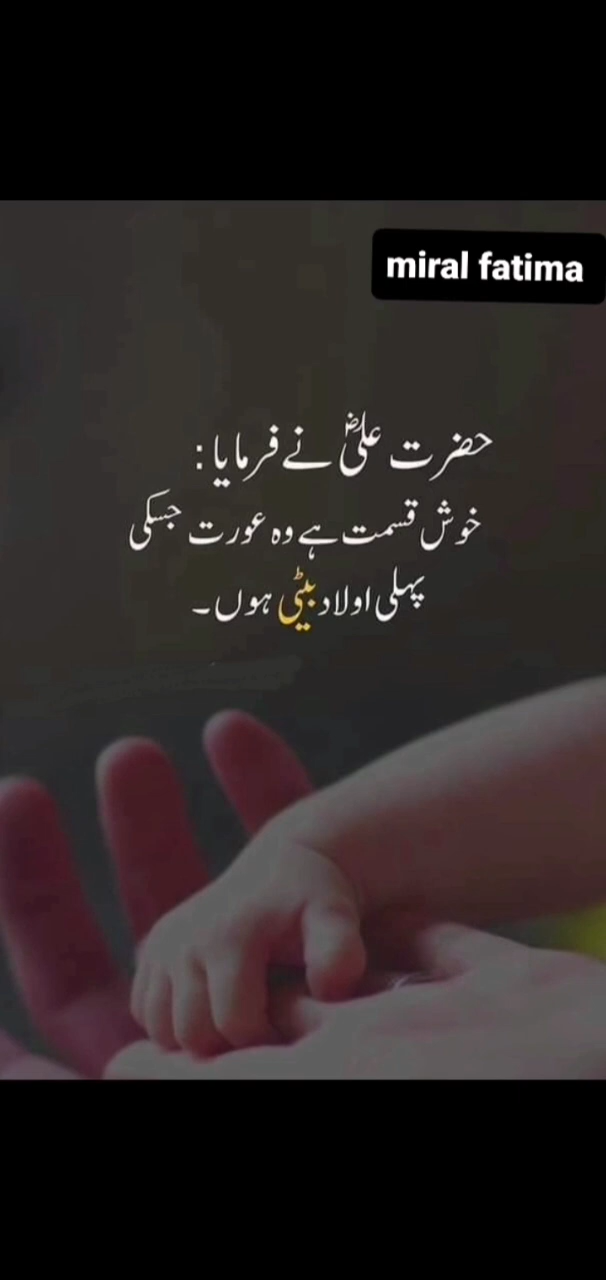 miral fatima
حضرت علیؓ نے فرمایا:
خوش قسمت ہے وہ عورت جسکی
پہلی اولاد بیٹی ہوں۔